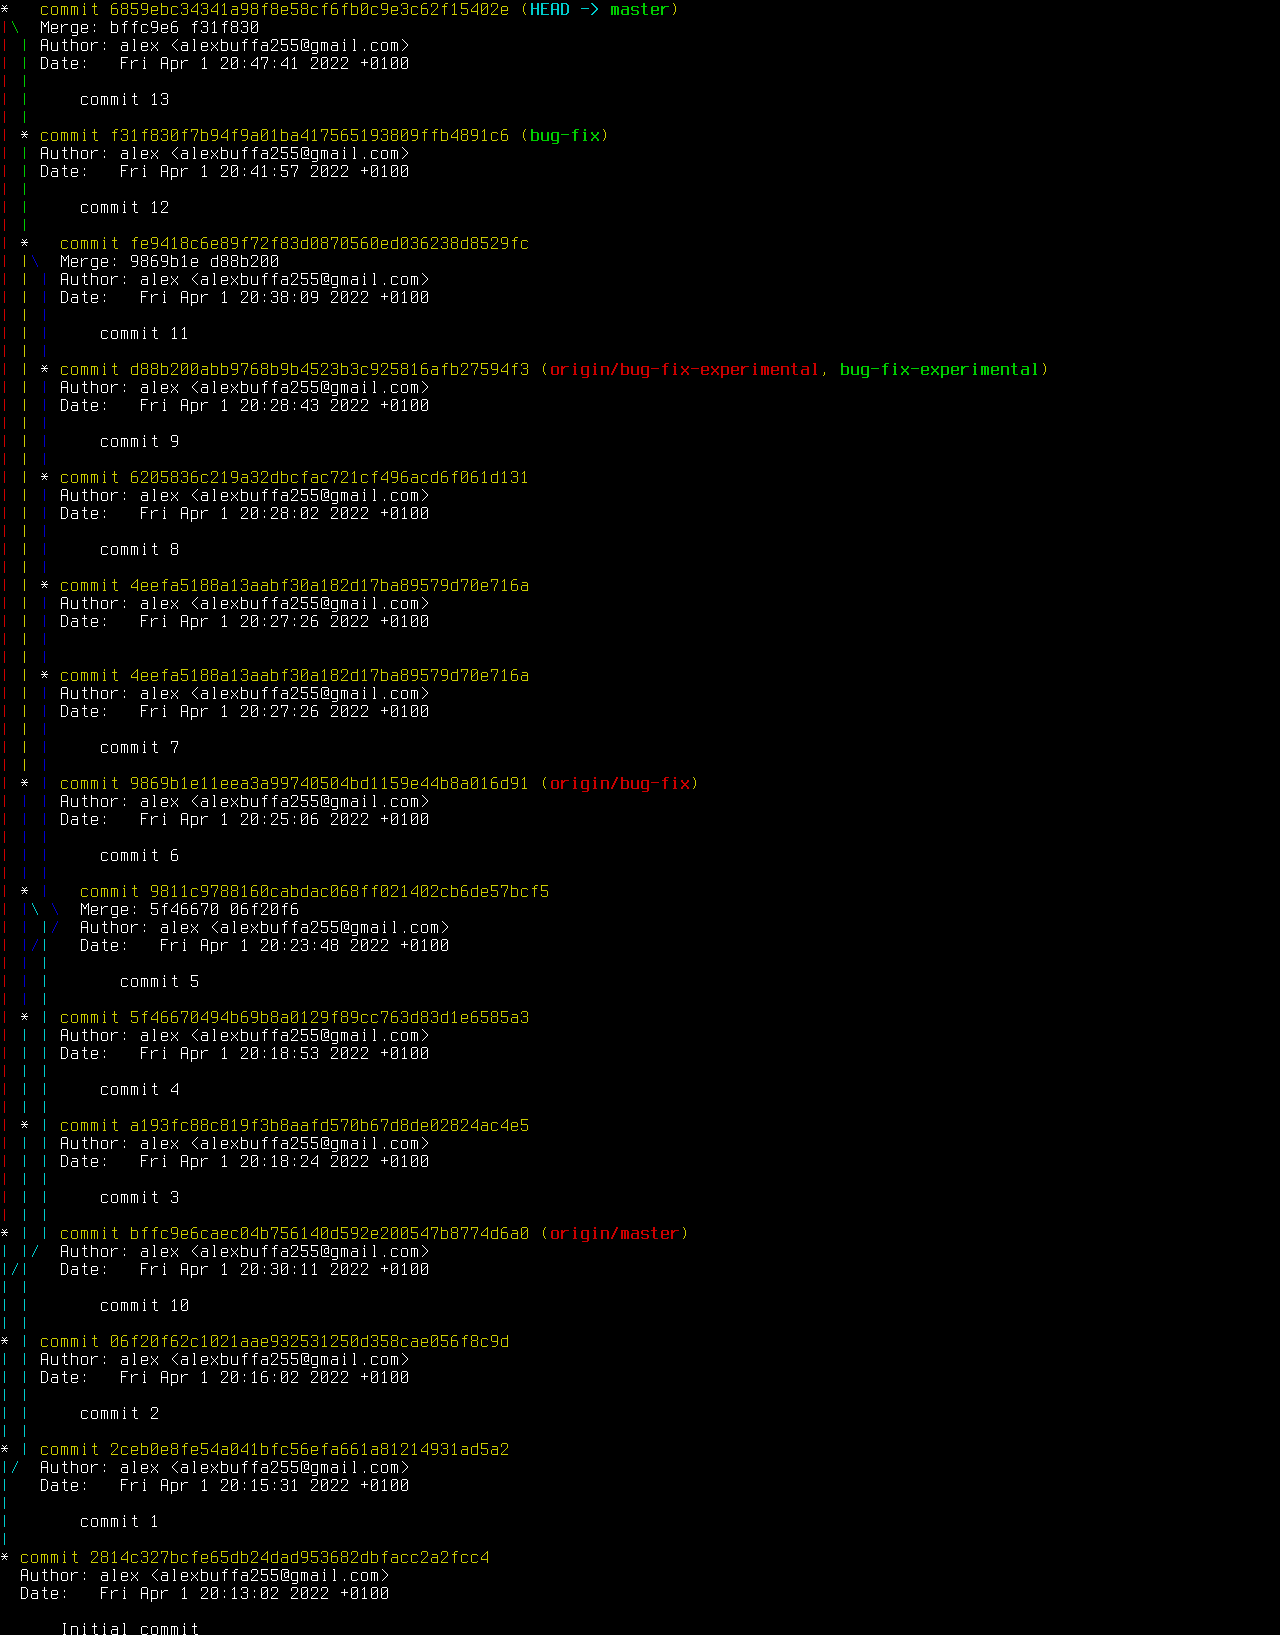 *   commit 6859ebc34341a98f8e58cf6fb0c9e3c62f15402e (HEAD -> master)
|\  Merge: bffc9e6 f31f830
| | Author: alex <alexbuffa255@gmail.com>
| | Date:   Fri Apr 1 20:47:41 2022 +0100
| |
| |     commit 13
| |
| * commit f31f830f7b94f9a01ba417565193809ffb4891c6 (bug-fix)
| | Author: alex <alexbuffa255@gmail.com>
| | Date:   Fri Apr 1 20:41:57 2022 +0100
| |
| |     commit 12
| |
| *   commit fe9418c6e89f72f83d0870560ed036238d8529fc
| |\  Merge: 9869b1e d88b200
| | | Author: alex <alexbuffa255@gmail.com>
| | | Date:   Fri Apr 1 20:38:09 2022 +0100
| | |
| | |     commit 11
| | |
| | * commit d88b200abb9768b9b4523b3c925816afb27594f3 (origin/bug-fix-experimental, bug-fix-experimental)
| | | Author: alex <alexbuffa255@gmail.com>
| | | Date:   Fri Apr 1 20:28:43 2022 +0100
| | |
| | |     commit 9
| | |
| | * commit 6205836c219a32dbcfac721cf496acd6f061d131
| | | Author: alex <alexbuffa255@gmail.com>
| | | Date:   Fri Apr 1 20:28:02 2022 +0100
| | |
| | |     commit 8
| | |
| | * commit 4eefa5188a13aabf30a182d17ba89579d70e716a
| | | Author: alex <alexbuffa255@gmail.com>
| | | Date:   Fri Apr 1 20:27:26 2022 +0100
| | |
| | |
| | * commit 4eefa5188a13aabf30a182d17ba89579d70e716a
| | | Author: alex <alexbuffa255@gmail.com>
| | | Date:   Fri Apr 1 20:27:26 2022 +0100
| | |
| | |     commit 7
| | |
| * | commit 9869b1e11eea3a99740504bd1159e44b8a016d91 (origin/bug-fix)
| | | Author: alex <alexbuffa255@gmail.com>
| | | Date:   Fri Apr 1 20:25:06 2022 +0100
| | |
| | |     commit 6
| | |
| * |   commit 9811c9788160cabdac068ff021402cb6de57bcf5
| |\ \  Merge: 5f46670 06f20f6
| | |/  Author: alex <alexbuffa255@gmail.com>
| |/|   Date:   Fri Apr 1 20:23:48 2022 +0100
| | |
| | |       commit 5
| | |
| * | commit 5f46670494b69b8a0129f89cc763d83d1e6585a3
| | | Author: alex <alexbuffa255@gmail.com>
| | | Date:   Fri Apr 1 20:18:53 2022 +0100
| | |
| | |     commit 4
| | |
| * | commit a193fc88c819f3b8aafd570b67d8de02824ac4e5
| | | Author: alex <alexbuffa255@gmail.com>
| | | Date:   Fri Apr 1 20:18:24 2022 +0100
| | |
| | |     commit 3
| | |
* | | commit bffc9e6caec04b756140d592e200547b8774d6a0 (origin/master)
| |/  Author: alex <alexbuffa255@gmail.com>
|/|   Date:   Fri Apr 1 20:30:11 2022 +0100
| |
| |       commit 10
| |
* | commit 06f20f62c1021aae932531250d358cae056f8c9d
| | Author: alex <alexbuffa255@gmail.com>
| | Date:   Fri Apr 1 20:16:02 2022 +0100
| |
| |     commit 2
| |
* | commit 2ceb0e8fe54a041bfc56efa661a81214931ad5a2
|/  Author: alex <alexbuffa255@gmail.com>
|   Date:   Fri Apr 1 20:15:31 2022 +0100
|
|       commit 1
|
* commit 2814c327bcfe65db24dad953682dbfacc2a2fcc4
  Author: alex <alexbuffa255@gmail.com>
  Date:   Fri Apr 1 20:13:02 2022 +0100

      Initial commit